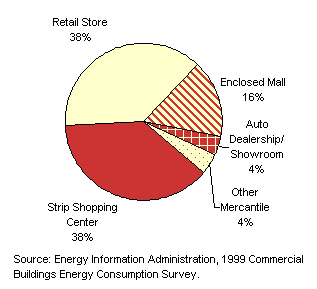 Retail Store
38%
Enclosed Mall
16%
Auto
Dealership/
Showroom
4%
Other
Mercantile
4%
Strip Shopping
Center
38%
Source: Energy Information Administration, 1999 Commercial
Buildings Energy Consumption Survey.